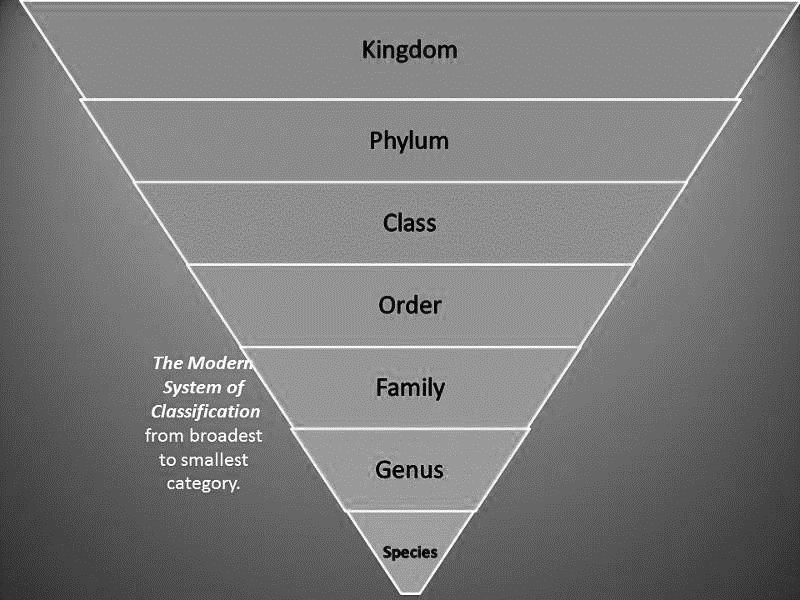 Kingdom
Phylum
Class
Order
Family
Genus
Species
The Modern
System of
Classification
from broadest
to smallest
category.